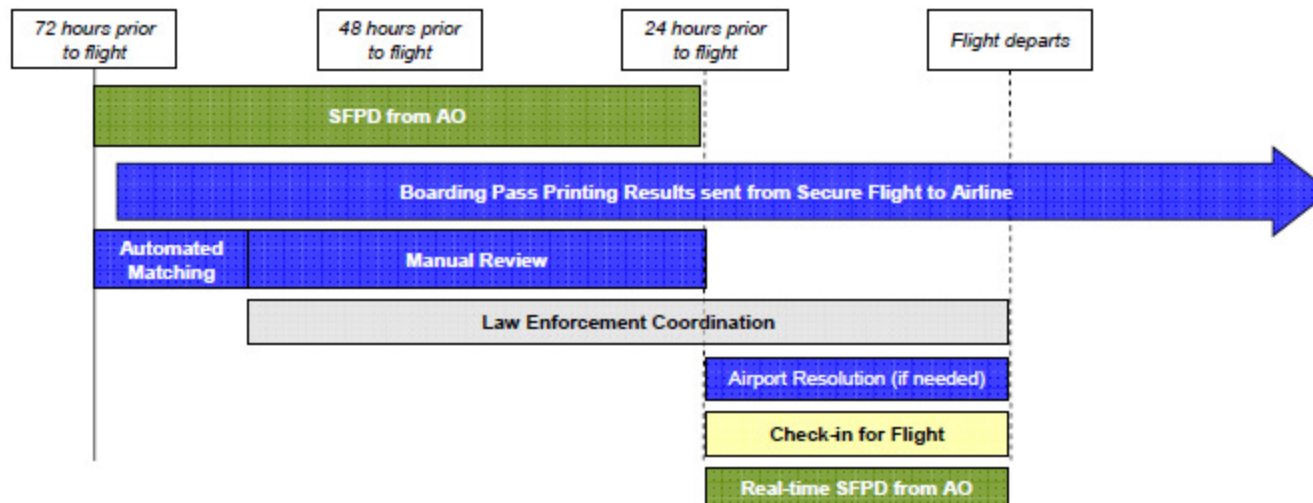 72 hours prior
to flight
48 hours prior
to flight
24 hours prior
to flight
Flight departs
SFPD from AO
Boarding Pass Printing Results sent from Secure Flight to Airline
Automated
Matching
Manual Review
Law Enforcement Coordination
Airport Resolution (if needed)
Check-in for Flight
Real-time SFPD from AO